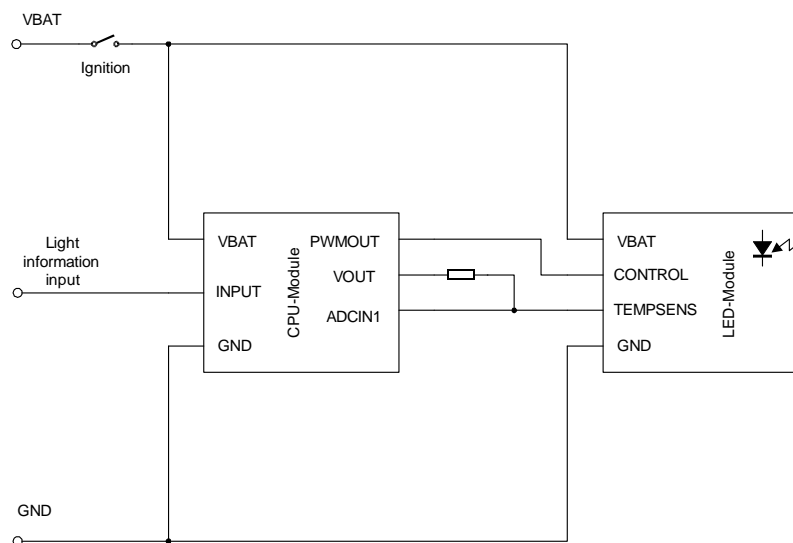 VBAT
Ignition
Light
information
input
VBAT
INPUT
GND
CPU-Module
PWMOUT
VOUT
ADCIN1
VBAT
CONTROL
TEMPSENS
GND
LED-Module
GND